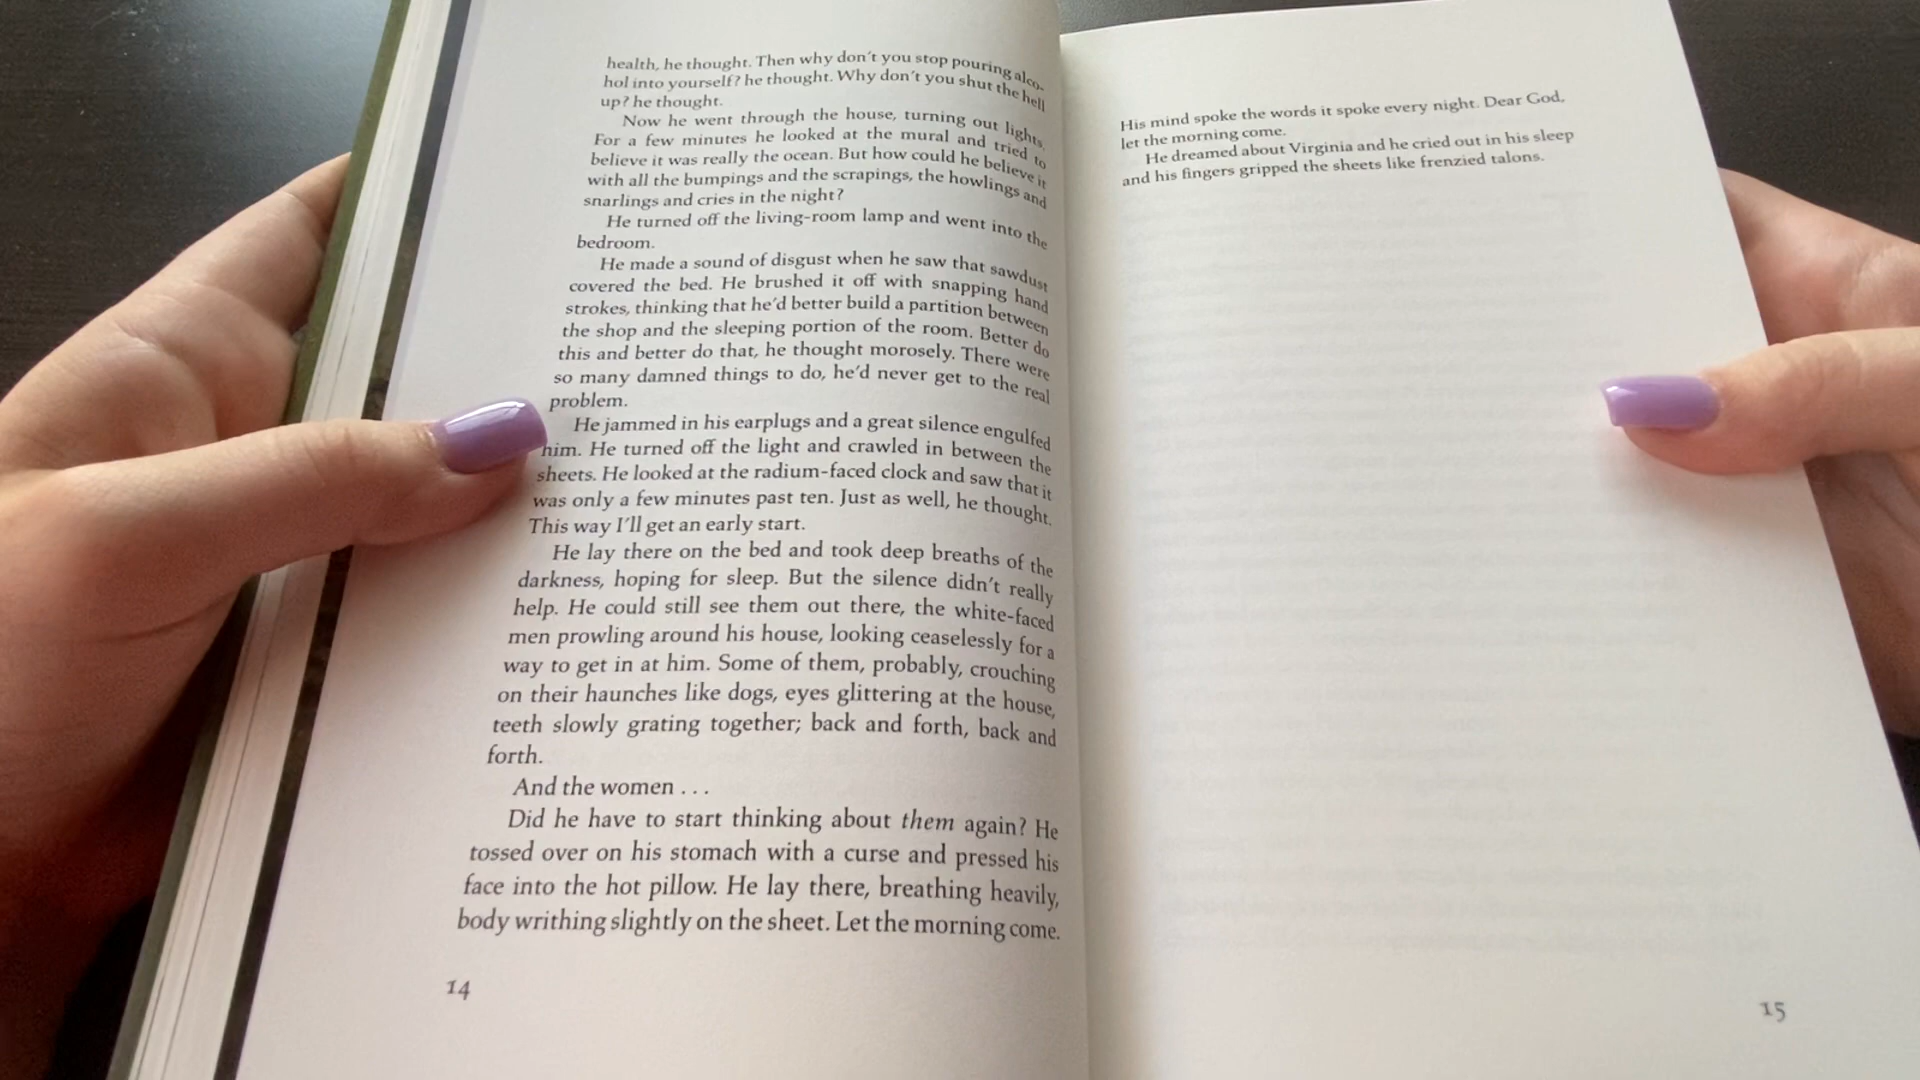 health, he thought. Then why don't you stop pouring alco-
hol into yourself? he thought. Why don't you shut the hell
up? he thought.
Now he went through the house, turning out lights.
For a few minutes he looked at the mural and tried to
believe it was really the ocean. But how could he believe it
with all the bumpings and the scrapings, the howlings and
snarlings and cries in the night?
He turned off the living-room lamp and went into the
bedroom.
He made a sound of disgust when he saw that sawdust
covered the bed. He brushed it off with snapping hand
strokes, thinking that he'd better build a partition between
the shop and the sleeping portion of the room. Better do
this and better do that, he thought morosely. There were
so many damned things to do, he'd never get to the real
problem.
He jammed in his earplugs and a great silence engulfed
him. He turned off the light and crawled in between the
sheets. He looked at the radium-faced clock and saw that it
was only a few minutes past ten. Just as well, he thought.
This way I'll get an early start.
He lay there on the bed and took deep breaths of the
darkness, hoping for sleep. But the silence didn't really
help. He could still see them out there, the white-faced
men prowling around his house, looking ceaselessly for a
way to get in at him. Some of them, probably, crouching
on their haunches like dogs, eyes glittering at the house,
teeth slowly grating together; back and forth, back and
forth.
And the women . . .
Did he have to start thinking about them again? He
tossed over on his stomach with a curse and pressed his
face into the hot pillow. He lay there, breathing heavily,
body writhing slightly on the sheet. Let the morning come.
14
His mind spoke the words it spoke every night. Dear God,
let the morning come.
He dreamed about Virginia and he cried out in his sleep
and his fingers gripped the sheets like frenzied talons.
15